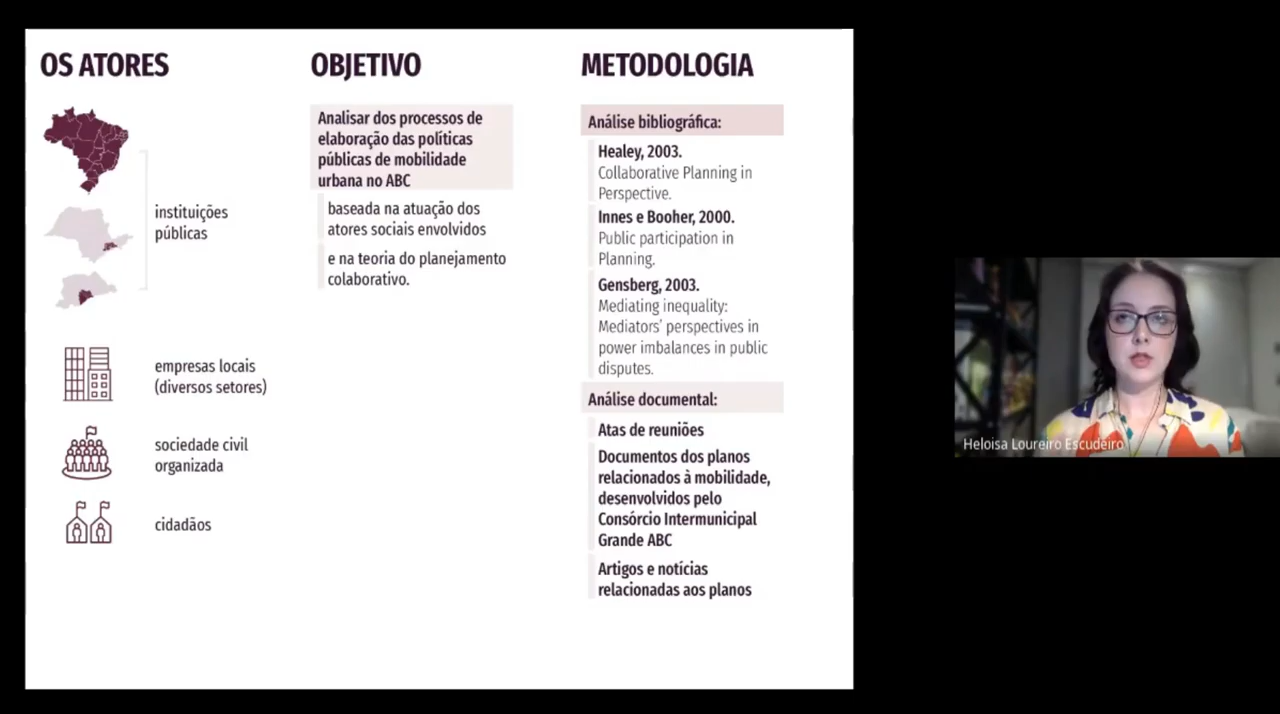 OS ATORES
instituições
públicas
empresas locais
(diversos setores)
sociedade civil
organizada
cidadãos
OBJETIVO
Analisar dos processos de
elaboração das políticas
públicas de mobilidade
urbana no ABC
baseada na atuação dos
atores sociais envolvidos
e na teoria do planejamento
colaborativo.
METODOLOGIA
Análise bibliográfica:
Healey, 2003.
Collaborative Planning in
Perspective.
Innes e Booher, 2000.
Public participation in
Planning.
Gensberg, 2003.
Mediating inequality:
Mediators' perspectives in
power imbalances in public
disputes.
Análise documental:
Atas de reuniões
Documentos dos planos
relacionados à mobilidade,
desenvolvidos pelo
Consórcio Intermunicipal
Grande ABC
Artigos e notícias
relacionadas aos planos
Heloisa Loureiro Escudeiro